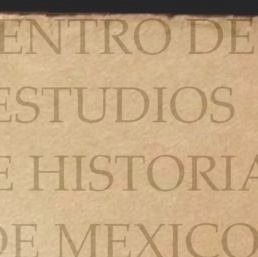 ENTRO DE
ESTUDIOS
E HISTORIA
DE MEXICO